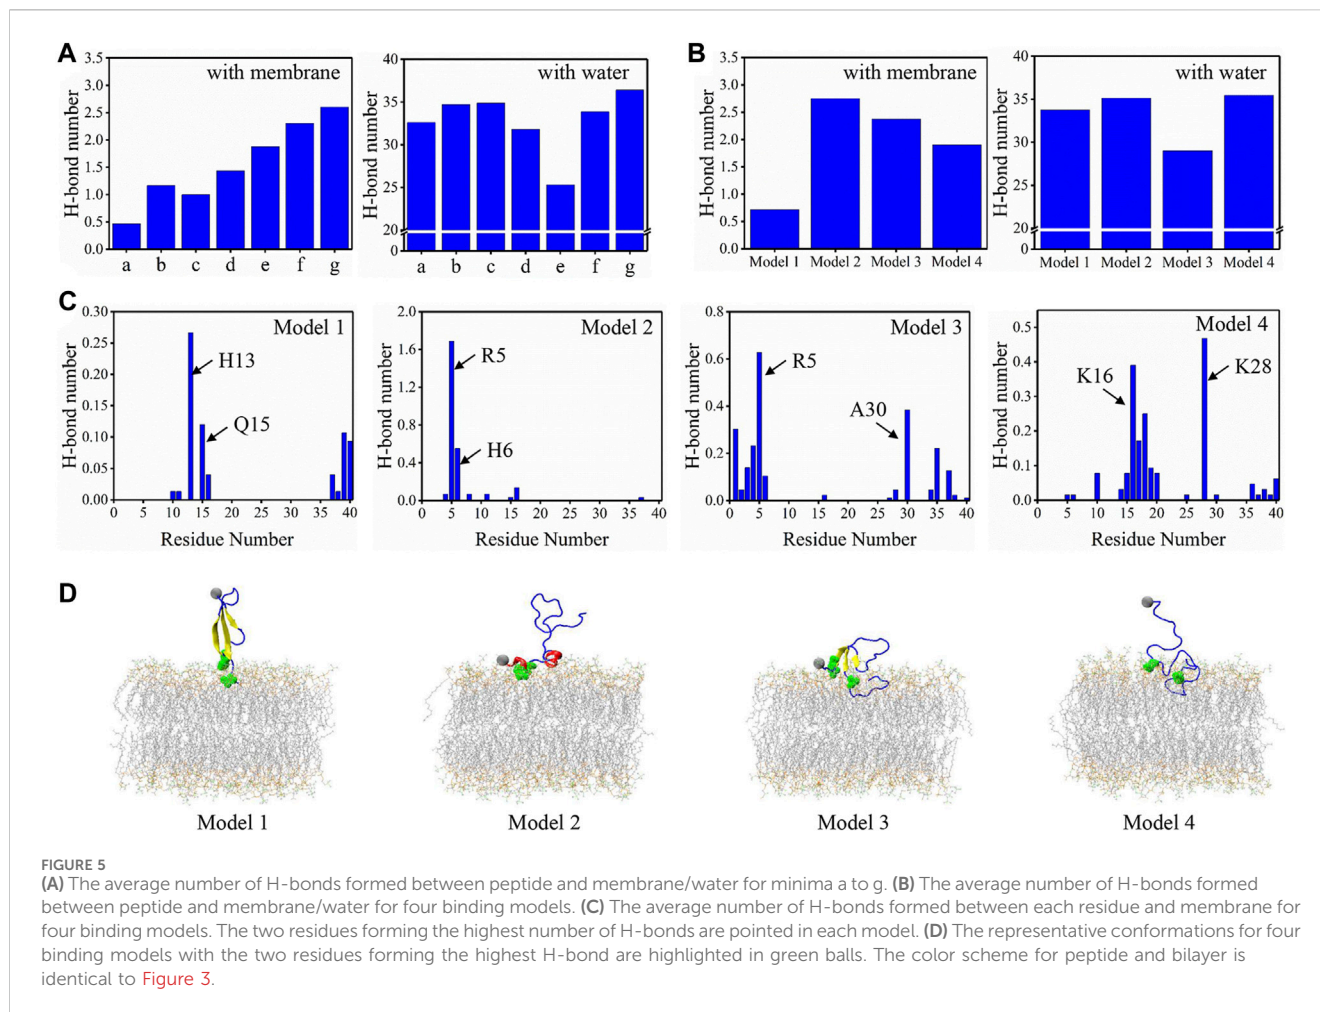 A
H-bond number
3.5
3.0
2.5
2.0
1.5
1.0
0.5
0.0
with membrane
a b c d e f g
H-bond number
40
35
30
25
20
0
with water
a b c d e f g
B
H-bond number
3.5
3.0
2.5
2.0
1.5
1.0
0.5
0.0
with membrane
Model 1 Model 2 Model 3 Model 4
H-bond number
40
35
30
25
20
0
with water
Model 1 Model 2 Model 3 Model 4
C
H-bond number
0.30
0.25
0.20
0.15
0.10
0.05
0.00
Model 1
H13
Q15
0 5 10 15 20 25 30 35 40
Residue Number
H-bond number
2.0
1.6
1.2
0.8
0.4
0.0
Model 2
R5
H6
0 5 10 15 20 25 30 35 40
Residue Number
H-bond number
0.8
0.6
0.4
0.2
0.0
Model 3
R5
A30
0 5 10 15 20 25 30 35 40
Residue Number
H-bond number
0.5
0.4
0.3
0.2
0.1
0.0
Model 4
K16
K28
0 5 10 15 20 25 30 35 40
Residue Number
D
Model 1
Model 2
Model 3
Model 4
FIGURE 5
(A) The average number of H-bonds formed between peptide and membrane/water for minima a to g. (B) The average number of H-bonds formed
between peptide and membrane/water for four binding models. (C) The average number of H-bonds formed between each residue and membrane for
four binding models. The two residues forming the highest number of H-bonds are pointed in each model. (D) The representative conformations for four
binding models with the two residues forming the highest H-bond are highlighted in green balls. The color scheme for peptide and bilayer is
identical to Figure 3.